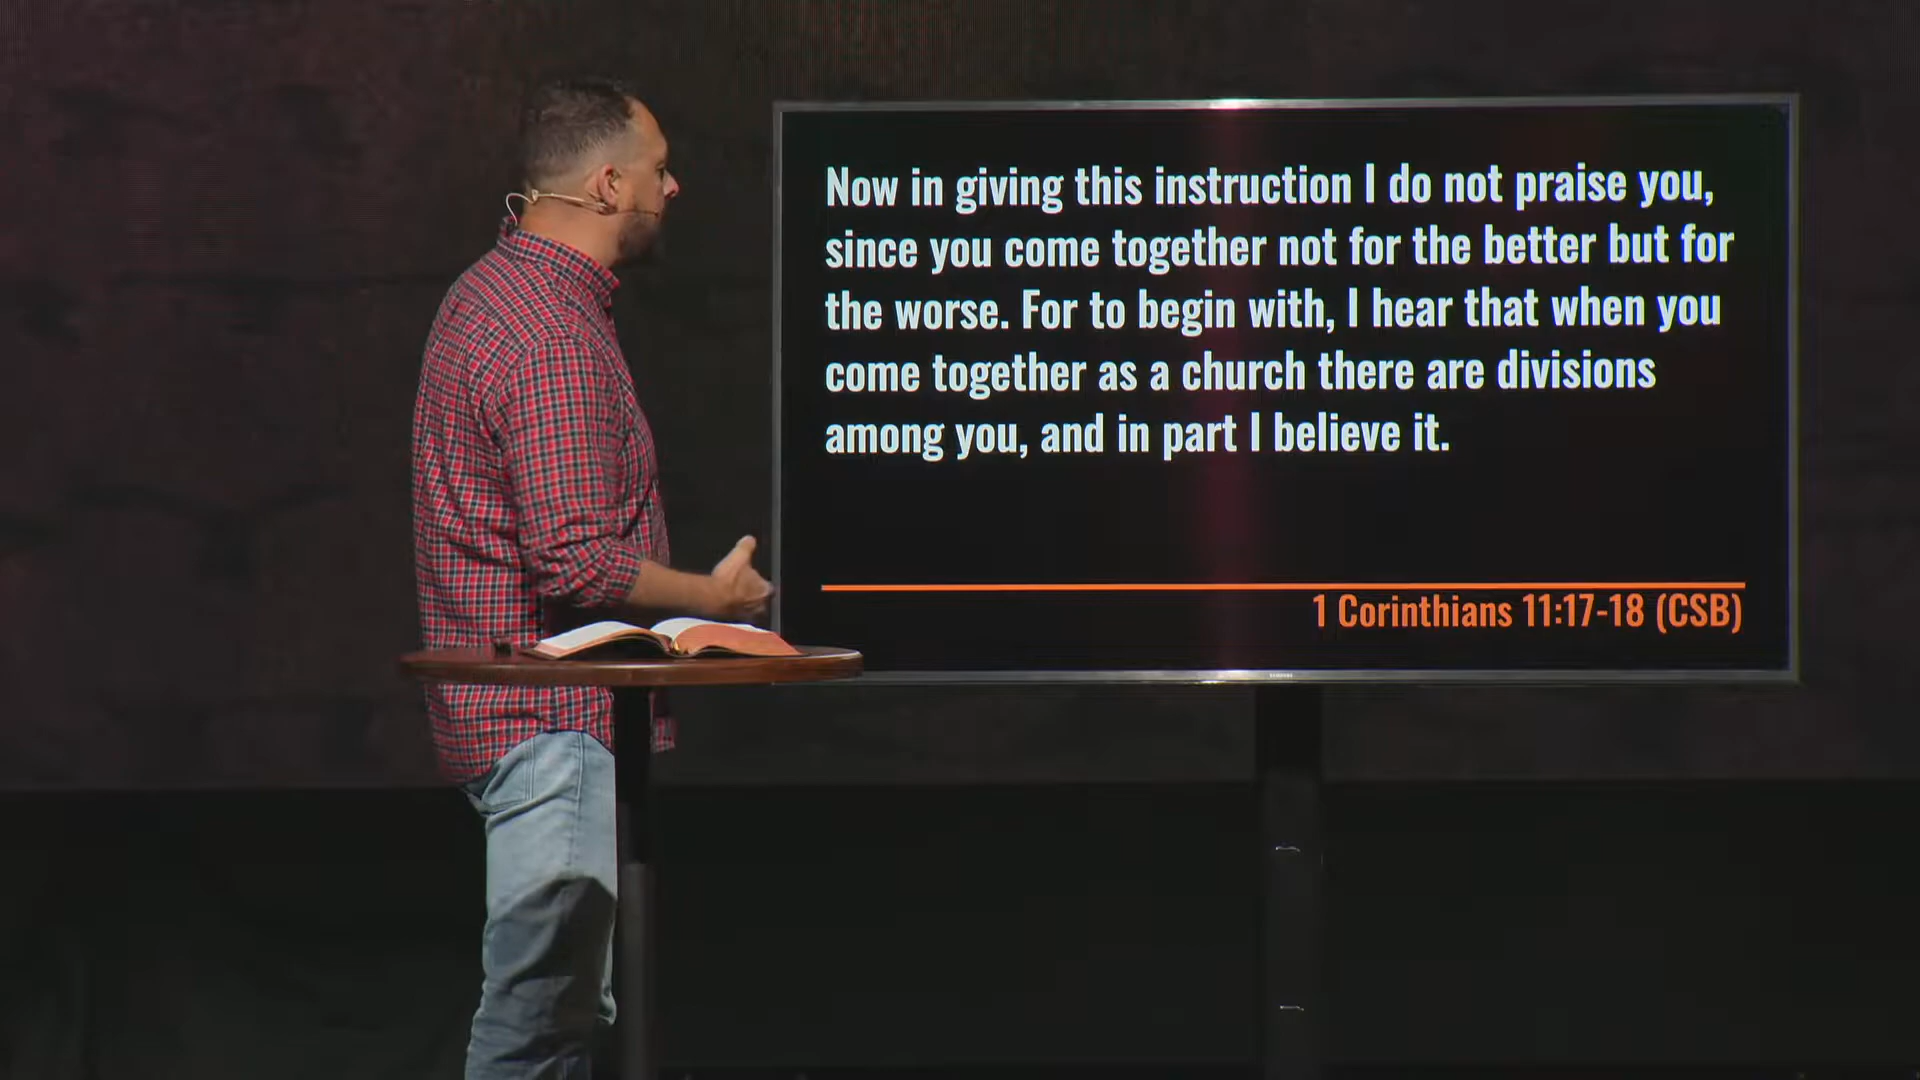 Now in giving this instruction I do not praise you,
since you come together not for the better but for
the worse. For to begin with, I hear that when you
come together as a church there are divisions
among you, and in part I believe it.
1 Corinthians 11:17-18 (CSB)